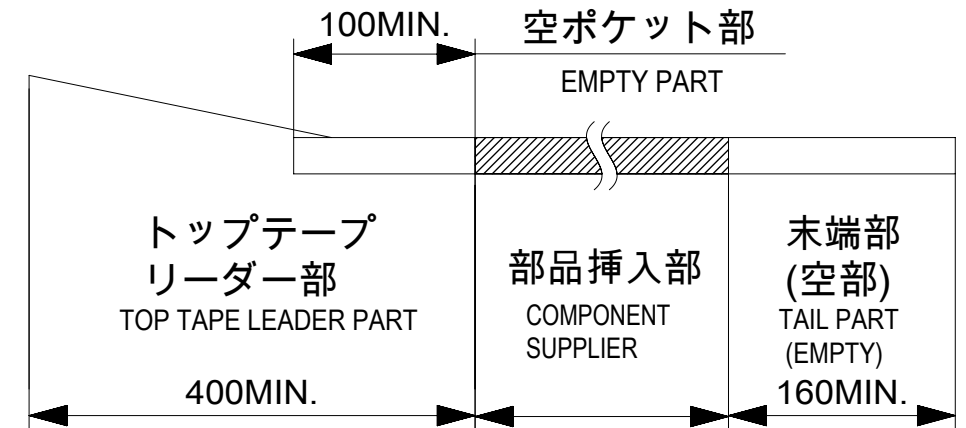 100MIN.
空ポケット部
EMPTY PART
トップテープ
リーダー部
TOP TAPE LEADER PART
400MIN.
部品挿入部
COMPONENT
SUPPLIER
末端部
(空部)
TAIL PART
(EMPTY)
160MIN.